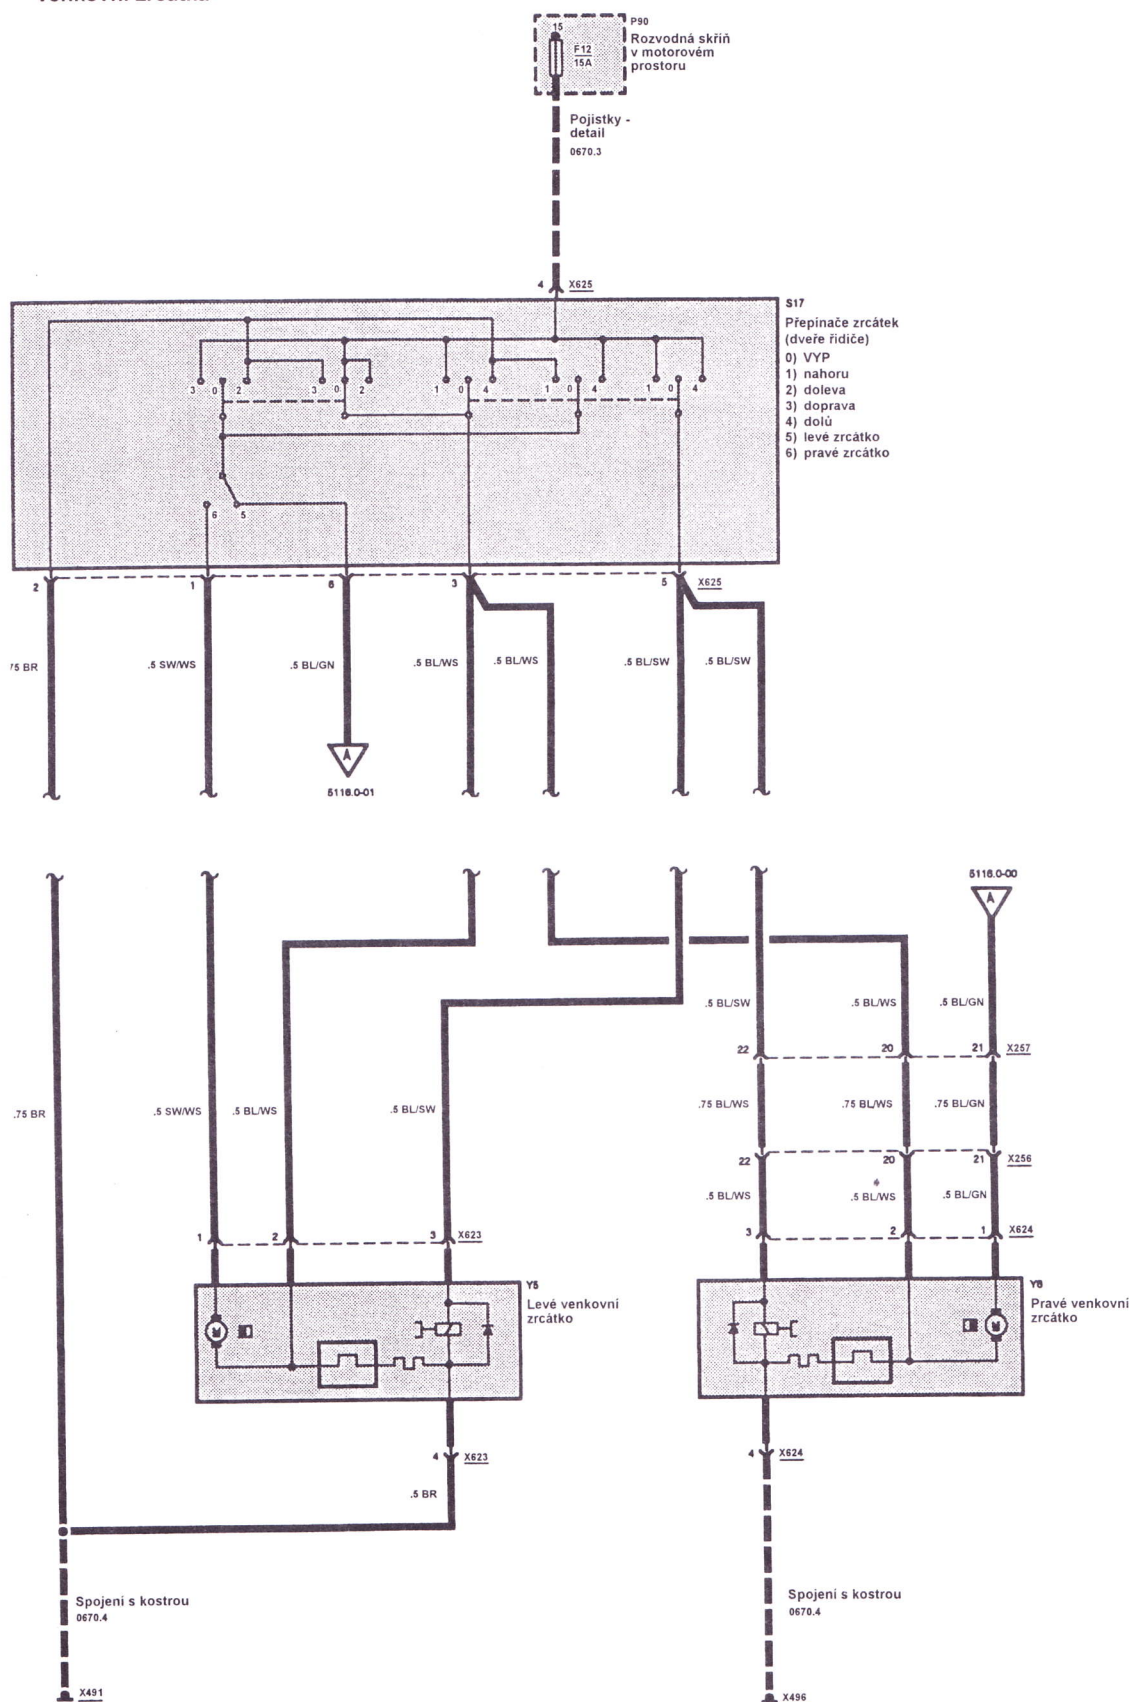 15
F12
15A
P90
Rozvodná skříň
v motorovém
prostoru
Pojistky -
detail
0670.3
4 X625
S17
Přepinače zrcátek
(dveře řidiče)
0) VYP
1) nahoru
2) doleva
3) doprava
4) dolů
5) levé zrcátko
6) pravé zrcátko
3 0 2 3 0 2 1 0 4 1 0 4 1 0 4
6 5
2 1 6 3 5 X625
75 BR .5 SW/WS .5 BL/GN .5 BL/WS .5 BL/WS .5 BL/SW .5 BL/SW
A
5116.0-01
5116.0-00
A
.5 BL/SW .5 BL/WS .5 BL/GN
22 20 21 X257
.75 BR .5 SW/WS .5 BL/WS .5 BL/SW .75 BL/WS .75 BL/WS .75 BL/GN
22 20 21 X256
.5 BL/WS .5 BL/WS .5 BL/GN
1 2 3 X623 3 2 1 X624
Y5
Levé venkovní
zrcátko
Y6
Pravé venkovní
zrcátko
M M
4 X623 4 X624
.5 BR
Spojení s kostrou
0670.4
Spojení s kostrou
0670.4
X491 X496